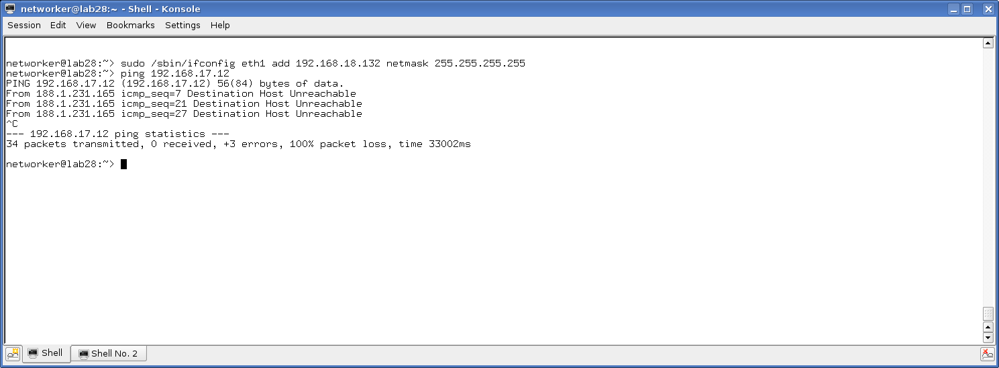 networker@lab28:~ - Shell - Konsole
Session Edit View Bookmarks Settings Help
networker@lab28:~> sudo /sbin/ifconfig eth1 add 192.168.18.132 netmask 255.255.255.255
networker@lab28:~> ping 192.168.17.12
PING 192.168.17.12 (192.168.17.12) 56(84) bytes of data.
From 188.1.231.165 icmp_seq=7 Destination Host Unreachable
From 188.1.231.165 icmp_seq=21 Destination Host Unreachable
From 188.1.231.165 icmp_seq=27 Destination Host Unreachable
^C
--- 192.168.17.12 ping statistics ---
34 packets transmitted, 0 received, +3 errors, 100% packet loss, time 33002ms
networker@lab28:~>
Shell Shell No. 2